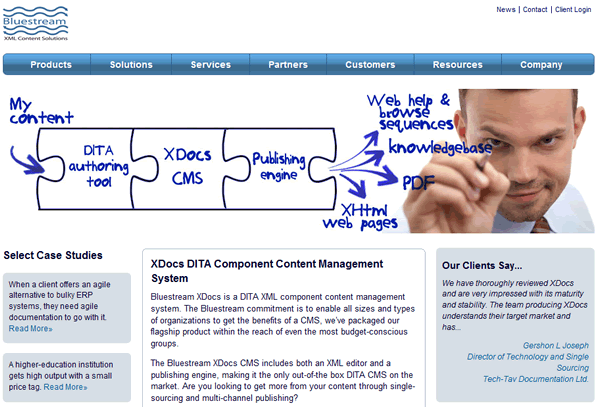 Bluestream
XML Content Solutions
News | Contact | Client Login
Products Solutions Services Partners Customers Resources Company
My
content
DITA
authoring
tool
XDocs
CMS
Publishing
engine
Web help &
browse
sequences
knowledgebase
PDF
XHtml
web pages
Select Case Studies
When a client offers an agile
alternative to bulky ERP
systems, they need agile
documentation to go with it.
Read More»
A higher-education institution
gets high output with a small
price tag. Read More»
XDocs DITA Component Content Management
System
Bluestream XDocs is a DITA XML component content management
system. The Bluestream commitment is to enable all sizes and
types of organizations to get the benefits of a CMS, we've packaged our
flagship product within the reach of even the most budget-conscious
groups.
The Bluestream XDocs CMS includes both an XML editor and a
publishing engine, making it the only out-of-the box DITA CMS on the
market. Are you looking to get more from your content through single-
sourcing and multi-channel publishing?
Our Clients Say...
We have thoroughly reviewed XDocs
and are very impressed with its maturity
and stability. The team producing XDocs
understands their target market and
has...
Gershon L Joseph
Director of Technology and Single
Sourcing
Tech-Tav Documentation Ltd.